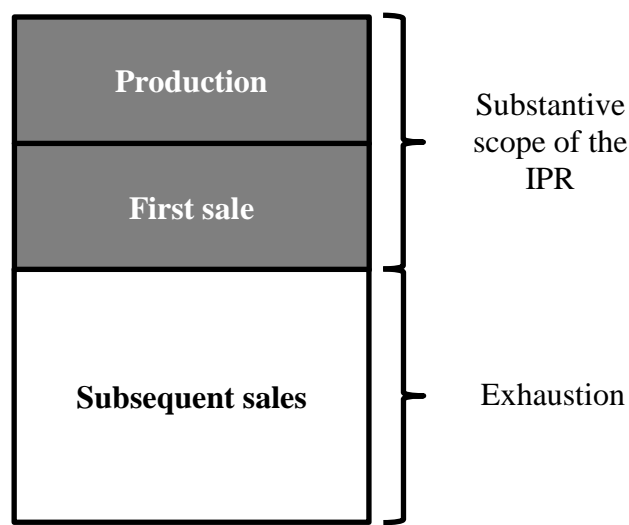 Production
Substantive
scope of the
IPR
First sale
Subsequent sales
Exhaustion